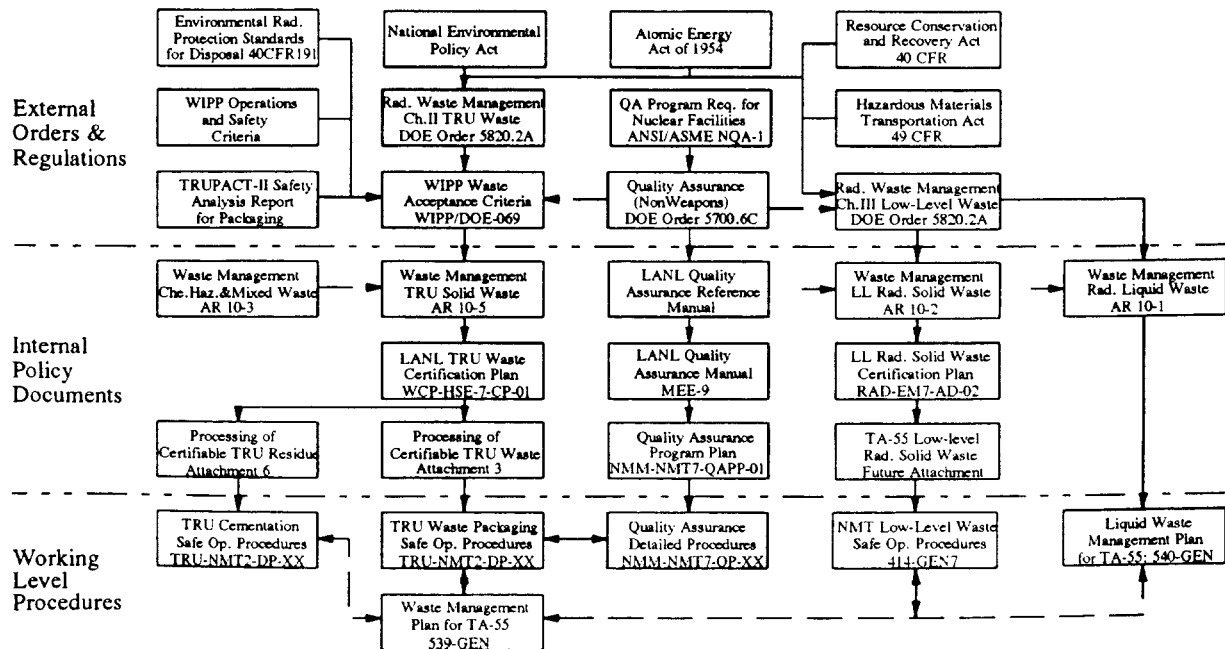 Environmental Rad.
Protection Standards
for Disposal 40CFR191
National Environmental
Policy Act
Atomic Energy
Act of 1954
Resource Conservation
and Recovery Act
40 CFR
External
Orders &
Regulations
WIPP Operations
and Safety
Criteria
Rad. Waste Management
Ch.II TRU Waste
DOE Order 5820.2A
QA Program Req. for
Nuclear Facilities
ANSI/ASME NQA-1
Hazardous Materials
Transportation Act
49 CFR
TRUPACT-II Safety
Analysis Report
for Packaging
WIPP Waste
Acceptance Criteria
WIPP/DOE-069
Quality Assurance
(NonWeapons)
DOE Order 5700.6C
Rad. Waste Management
Ch.III Low-Level Waste
DOE Order 5820.2A
Waste Management
Che.Haz.&Mixed Waste
AR 10-3
Waste Management
TRU Solid Waste
AR 10-5
LANL Quality
Assurance Reference
Manual
Waste Management
LL Rad. Solid Waste
AR 10-2
Waste Management
Rad. Liquid Waste
AR 10-1
Internal
Policy
Documents
LANL TRU Waste
Certification Plan
WCP-HSE-7-CP-01
LANL Quality
Assurance Manual
MEE-9
LL Rad. Solid Waste
Certification Plan
RAD-EM7-AD-02
Processing of
Certifiable TRU Residue
Attachment 6
Processing of
Certifiable TRU Waste
Attachment 3
Quality Assurance
Program Plan
NMM-NMT7-QAPP-01
TA-55 Low-level
Rad. Solid Waste
Future Attachment
Working
Level
Procedures
TRU Cementation
Safe Op. Procedures
TRU-NMT2-DP-XX
TRU Waste Packaging
Safe Op. Procedures
TRU-NMT2-DP-XX
Quality Assurance
Detailed Procedures
NMM-NMT7-QP-XX
NMT Low-Level Waste
Safe Op. Procedures
414-GEN7
Liquid Waste
Management Plan
for TA-55: 540-GEN
Waste Management
Plan for TA-55
539-GEN